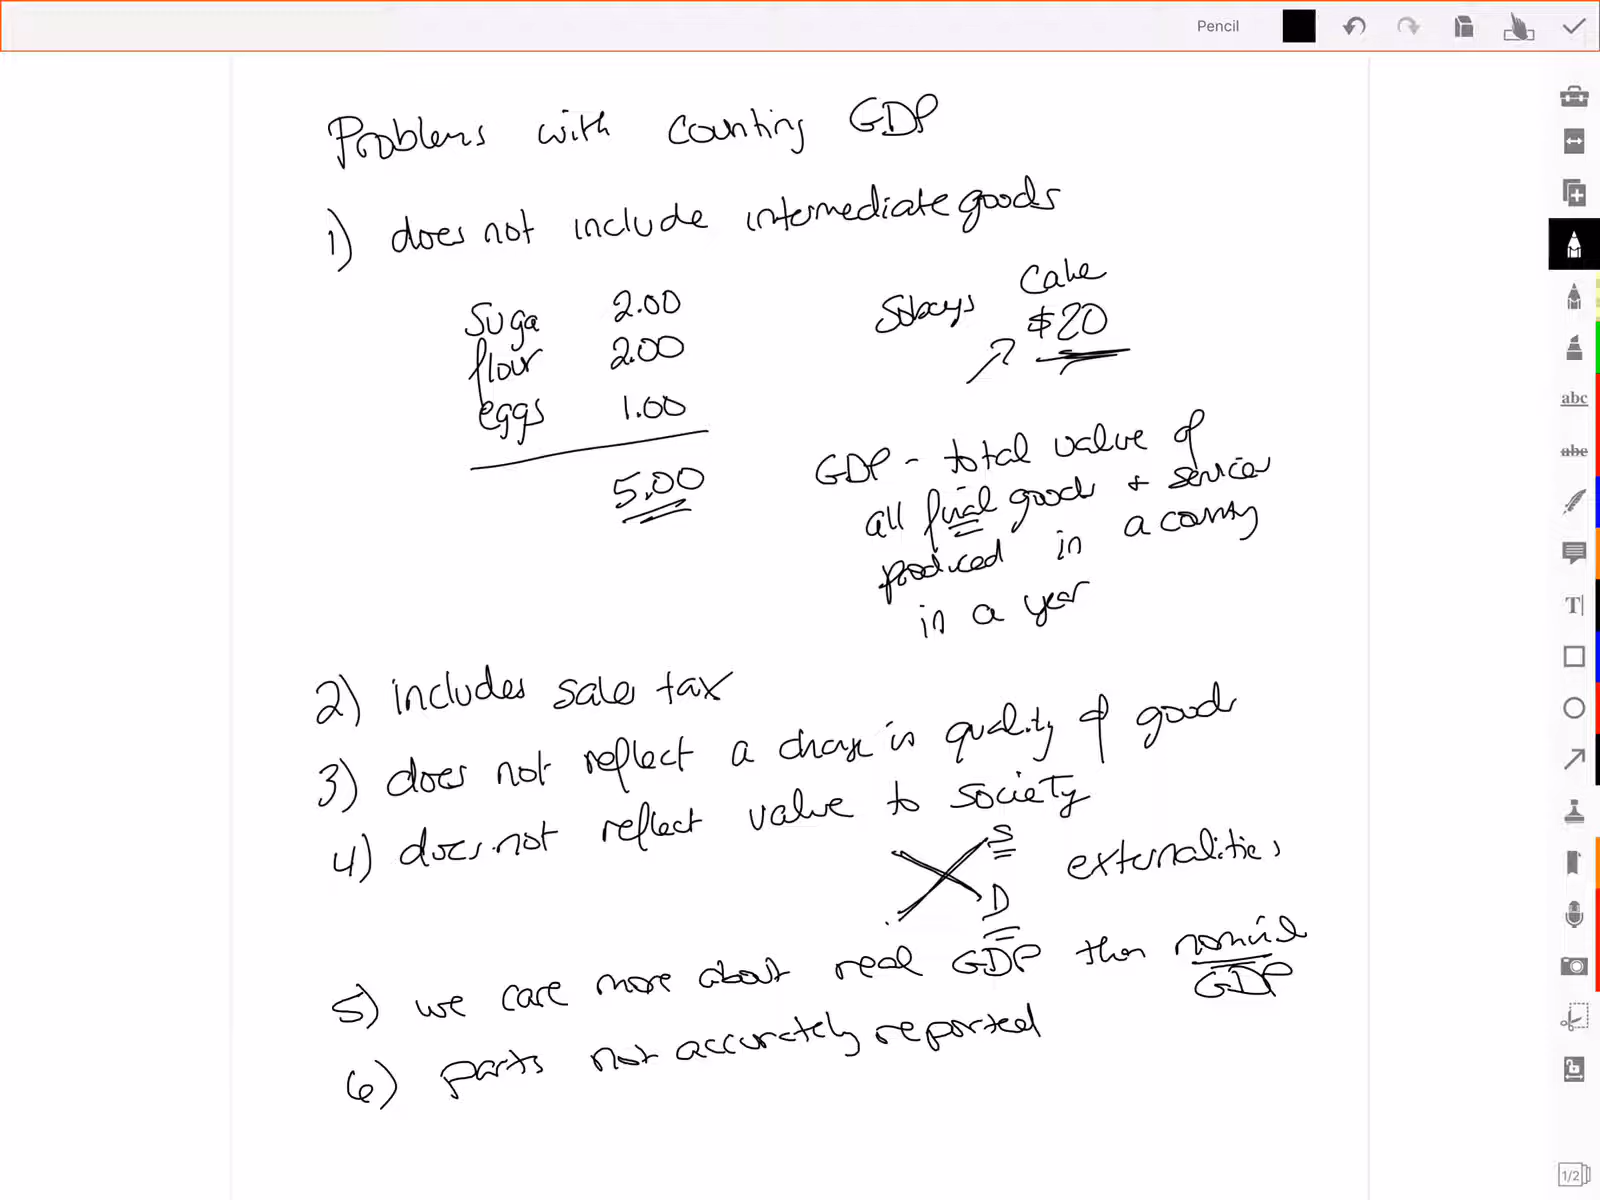 Pencil
Problems with counting GDP
1) does not include intermediate goods
Suga 2.00
flour 2.00
eggs 1.00
5.00
Sobeys Cake
$20
GDP - total value of
all final goods + services
produced in a country
in a year
2) includes sales tax
3) does not reflect a change in quality of goods
4) does not reflect value to society
S
D
externalities
5) we care more about real GDP than nominal
GDP
6) parts not accurately reported
abc
abc
T
1/2